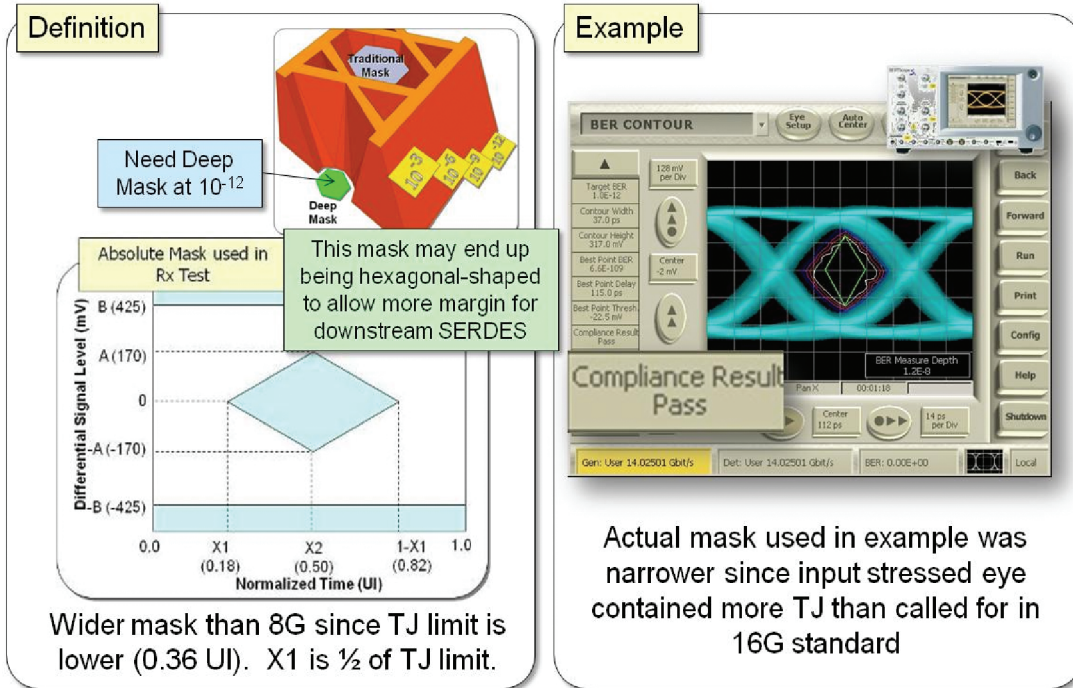 Definition
Traditional
Mask
10-3
10-6
10-9
10-12
Need Deep
Mask at 10-12
Deep
Mask
Absolute Mask used in
Rx Test
This mask may end up
being hexagonal-shaped
to allow more margin for
downstream SERDES
Differential Signal Level (mV)
B (425)
A (170)
0
-A (-170)
-B (-425)
0.0
X1
(0.18)
X2
(0.50)
1-X1
(0.82)
1.0
Normalized Time (UI)
Wider mask than 8G since TJ limit is
lower (0.36 UI). X1 is ½ of TJ limit.
Example
BER CONTOUR
Eye
Setup
Auto
Center
Target BER
1.0E-12
Contour Width
37.0 ps
Contour Height
317.0 mV
Best Point BER
6.6E-109
Best Point Delay
115.0 ps
Best Point Thresh.
-22.5 mV
Compliance Result
Pass
128 mV
per Div
Center
-2 mV
Back
Forward
Run
Print
Config
Help
Shutdown
BER Measure Depth
1.2E-8
Compliance Result
Pass
Pan X
00:01:18
Center
112 ps
14 ps
per Div
Gen: User 14.02501 Gbit/s
Det: User 14.02501 Gbit/s
BER: 0.00E+00
Local
Actual mask used in example was
narrower since input stressed eye
contained more TJ than called for in
16G standard